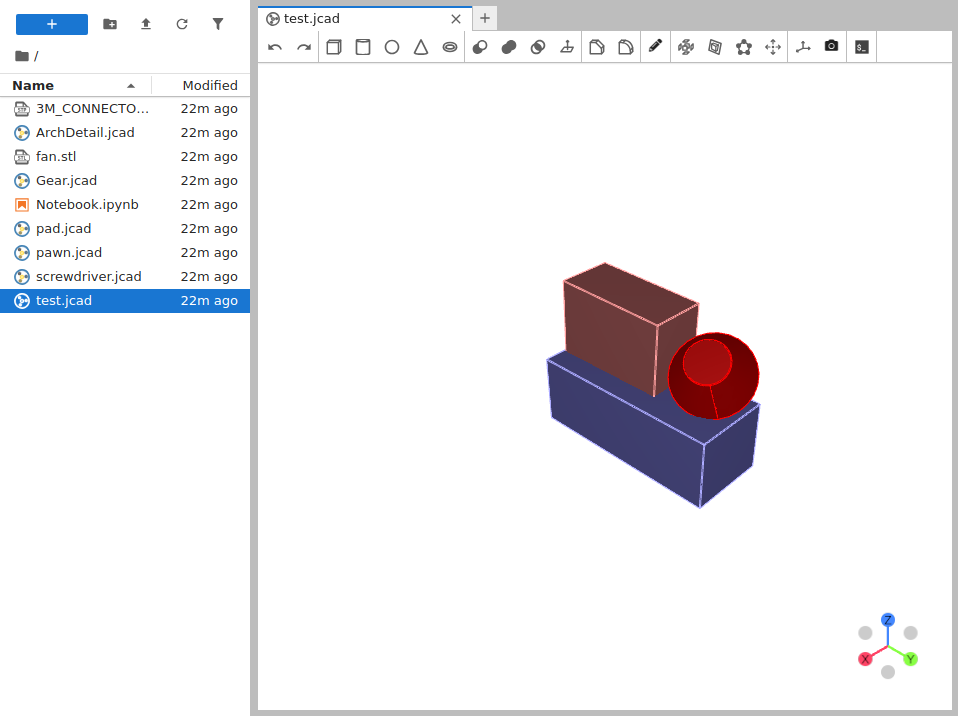 +
/
Name Modified
3M_CONNECTO... 22m ago
ArchDetail.jcad 22m ago
fan.stl 22m ago
Gear.jcad 22m ago
Notebook.ipynb 22m ago
pad.jcad 22m ago
pawn.jcad 22m ago
screwdriver.jcad 22m ago
test.jcad 22m ago
test.jcad
+
Z
X Y